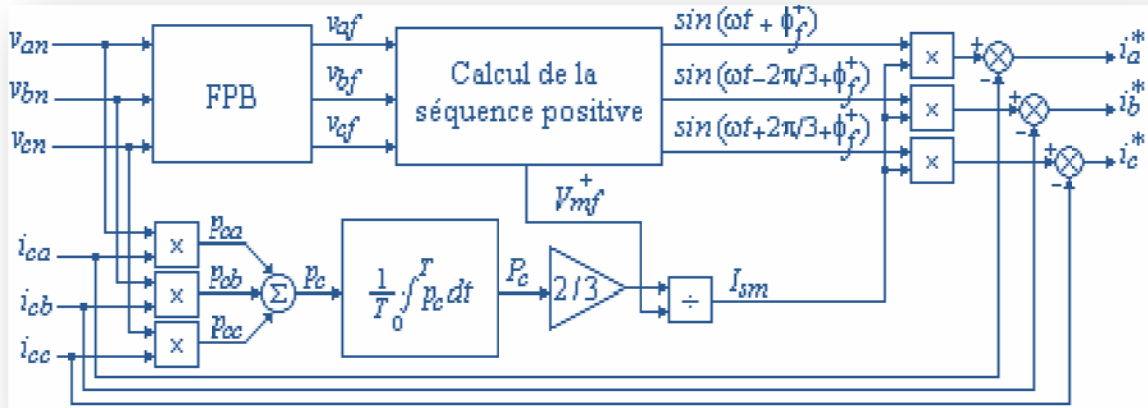 v_an
v_bn
v_cn
FPB
v_af
v_bf
v_cf
Calcul de la
séquence positive
sin (ωt + ϕ_f^+)
sin (ωt−2π/3+ϕ_f^+)
sin (ωt+2π/3+ϕ_f^+)
×
×
×
+
−
+
−
+
−
i_a^*
i_b^*
i_c^*
V_mf^+
i_ca
i_cb
i_cc
×
×
×
p_ca
p_cb
p_cc
Σ
p_c
1/T ∫_0^T p_c dt
P_c
2/3
÷
I_sm